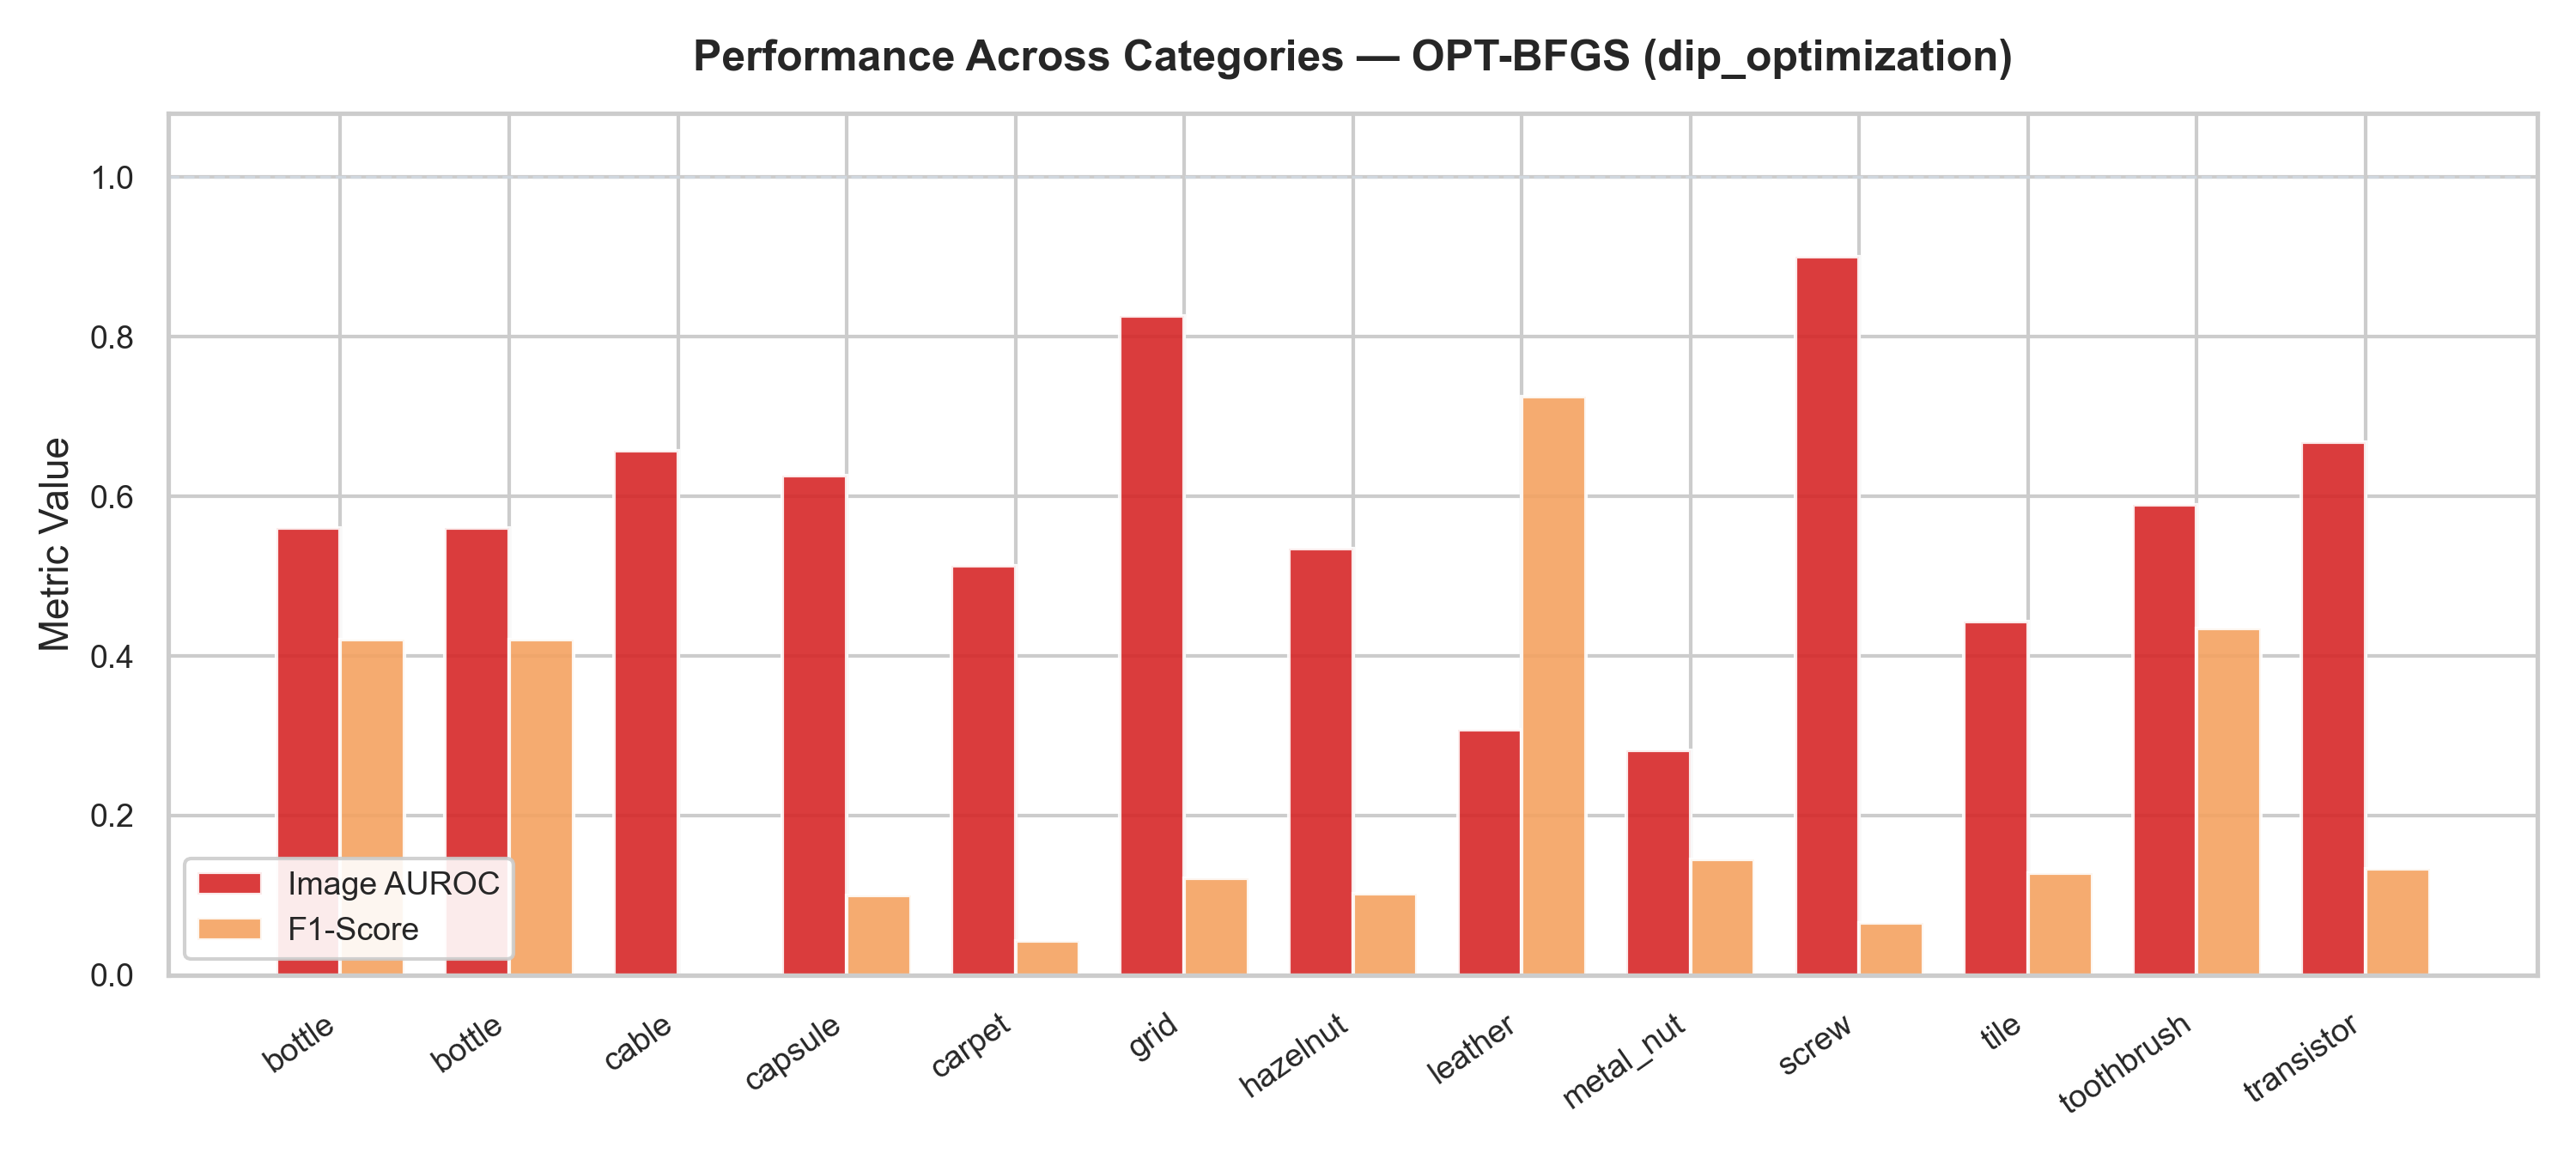 Performance Across Categories — OPT-BFGS (dip_optimization)
Metric Value
1.0
0.8
0.6
0.4
0.2
0.0
Image AUROC
F1-Score
bottle
bottle
cable
capsule
carpet
grid
hazelnut
leather
metal_nut
screw
tile
toothbrush
transistor